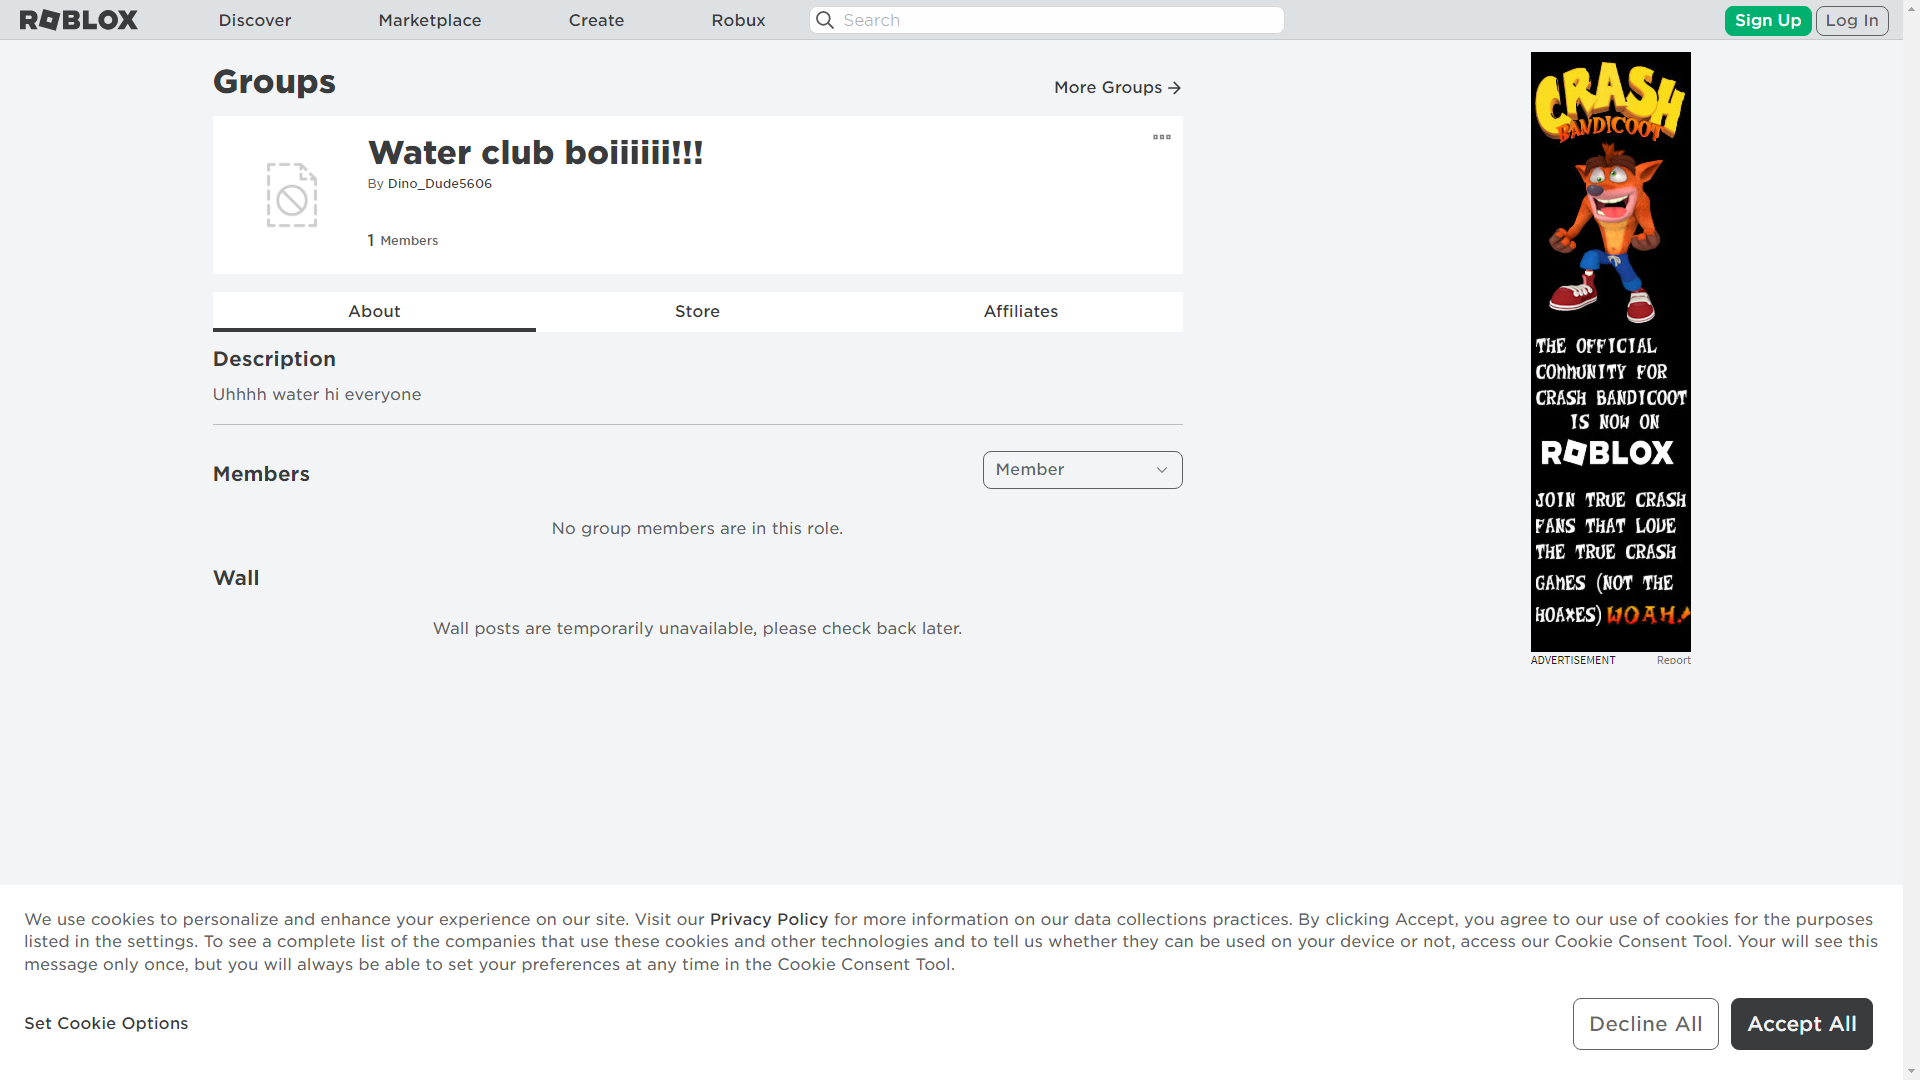 ROBLOX
Discover
Marketplace
Create
Robux
Search
Sign Up
Log In
Groups
More Groups
Water club boiiiiii!!!
By Dino_Dude5606
1 Members
About
Store
Affiliates
Description
Uhhhh water hi everyone
Members
Member
No group members are in this role.
Wall
Wall posts are temporarily unavailable, please check back later.
CRASH
BANDICOOT
THE OFFICIAL
COMMUNITY FOR
CRASH BANDICOOT
IS NOW ON
ROBLOX
JOIN TRUE CRASH
FANS THAT LOVE
THE TRUE CRASH
GAMES (NOT THE
HOAXES) WOAH!
ADVERTISEMENT
Report
We use cookies to personalize and enhance your experience on our site. Visit our Privacy Policy for more information on our data collections practices. By clicking Accept, you agree to our use of cookies for the purposes
listed in the settings. To see a complete list of the companies that use these cookies and other technologies and to tell us whether they can be used on your device or not, access our Cookie Consent Tool. Your will see this
message only once, but you will always be able to set your preferences at any time in the Cookie Consent Tool.
Set Cookie Options
Decline All
Accept All